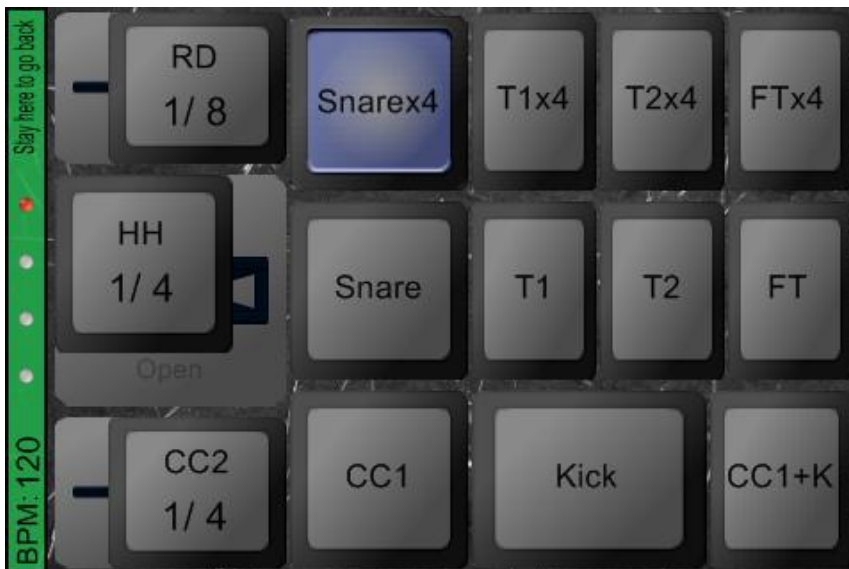 Stay here to go back
BPM: 120
RD
1/ 8
Snarex4
T1x4
T2x4
FTx4
HH
1/ 4
Open
Snare
T1
T2
FT
CC2
1/ 4
CC1
Kick
CC1+K